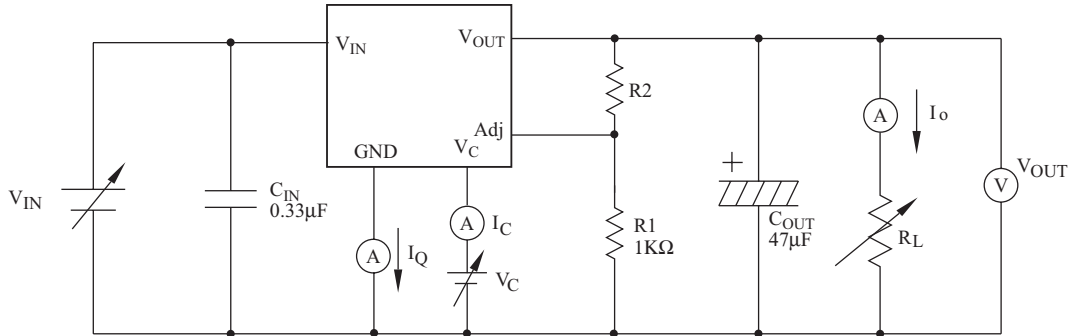 V_IN
V_OUT
R2
Adj
V_C
GND
A
I_o
+
V_OUT
V
V_IN
C_IN
0.33µF
A
I_C
R1
1KΩ
C_OUT
47µF
R_L
A
I_Q
V_C